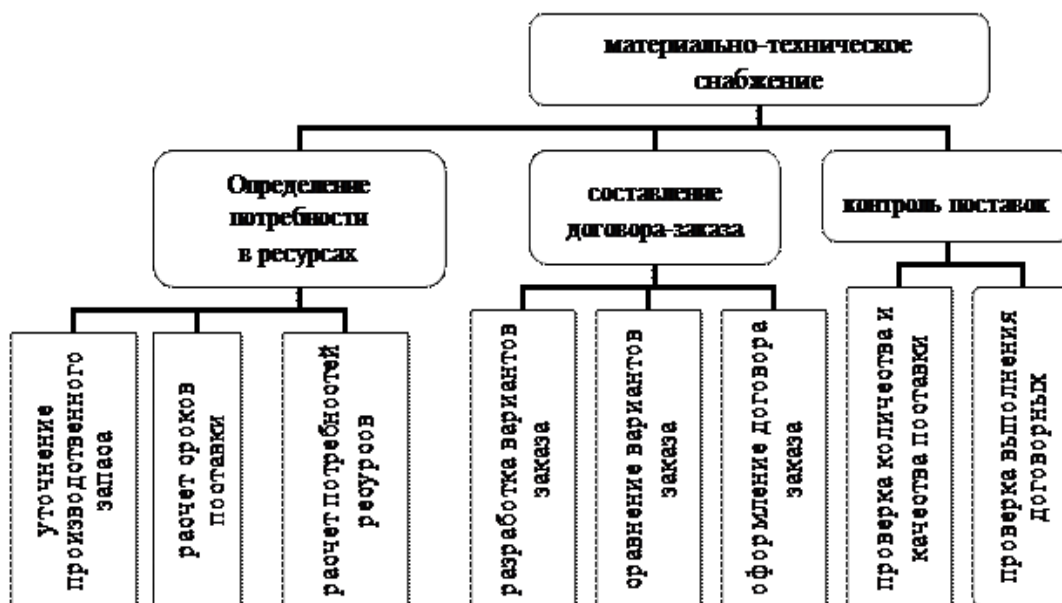 материально-техническое
снабжение
Определение
потребности
в ресурсах
составление
договора-заказа
контроль поставок
уточнение
производственного
запаса
расчет сроков
поставки
расчет потребностей
ресурсов
разработка вариантов
заказа
сравнение вариантов
заказа
оформление договора
заказа
проверка количества и
качества поставки
проверка выполнения
договорных